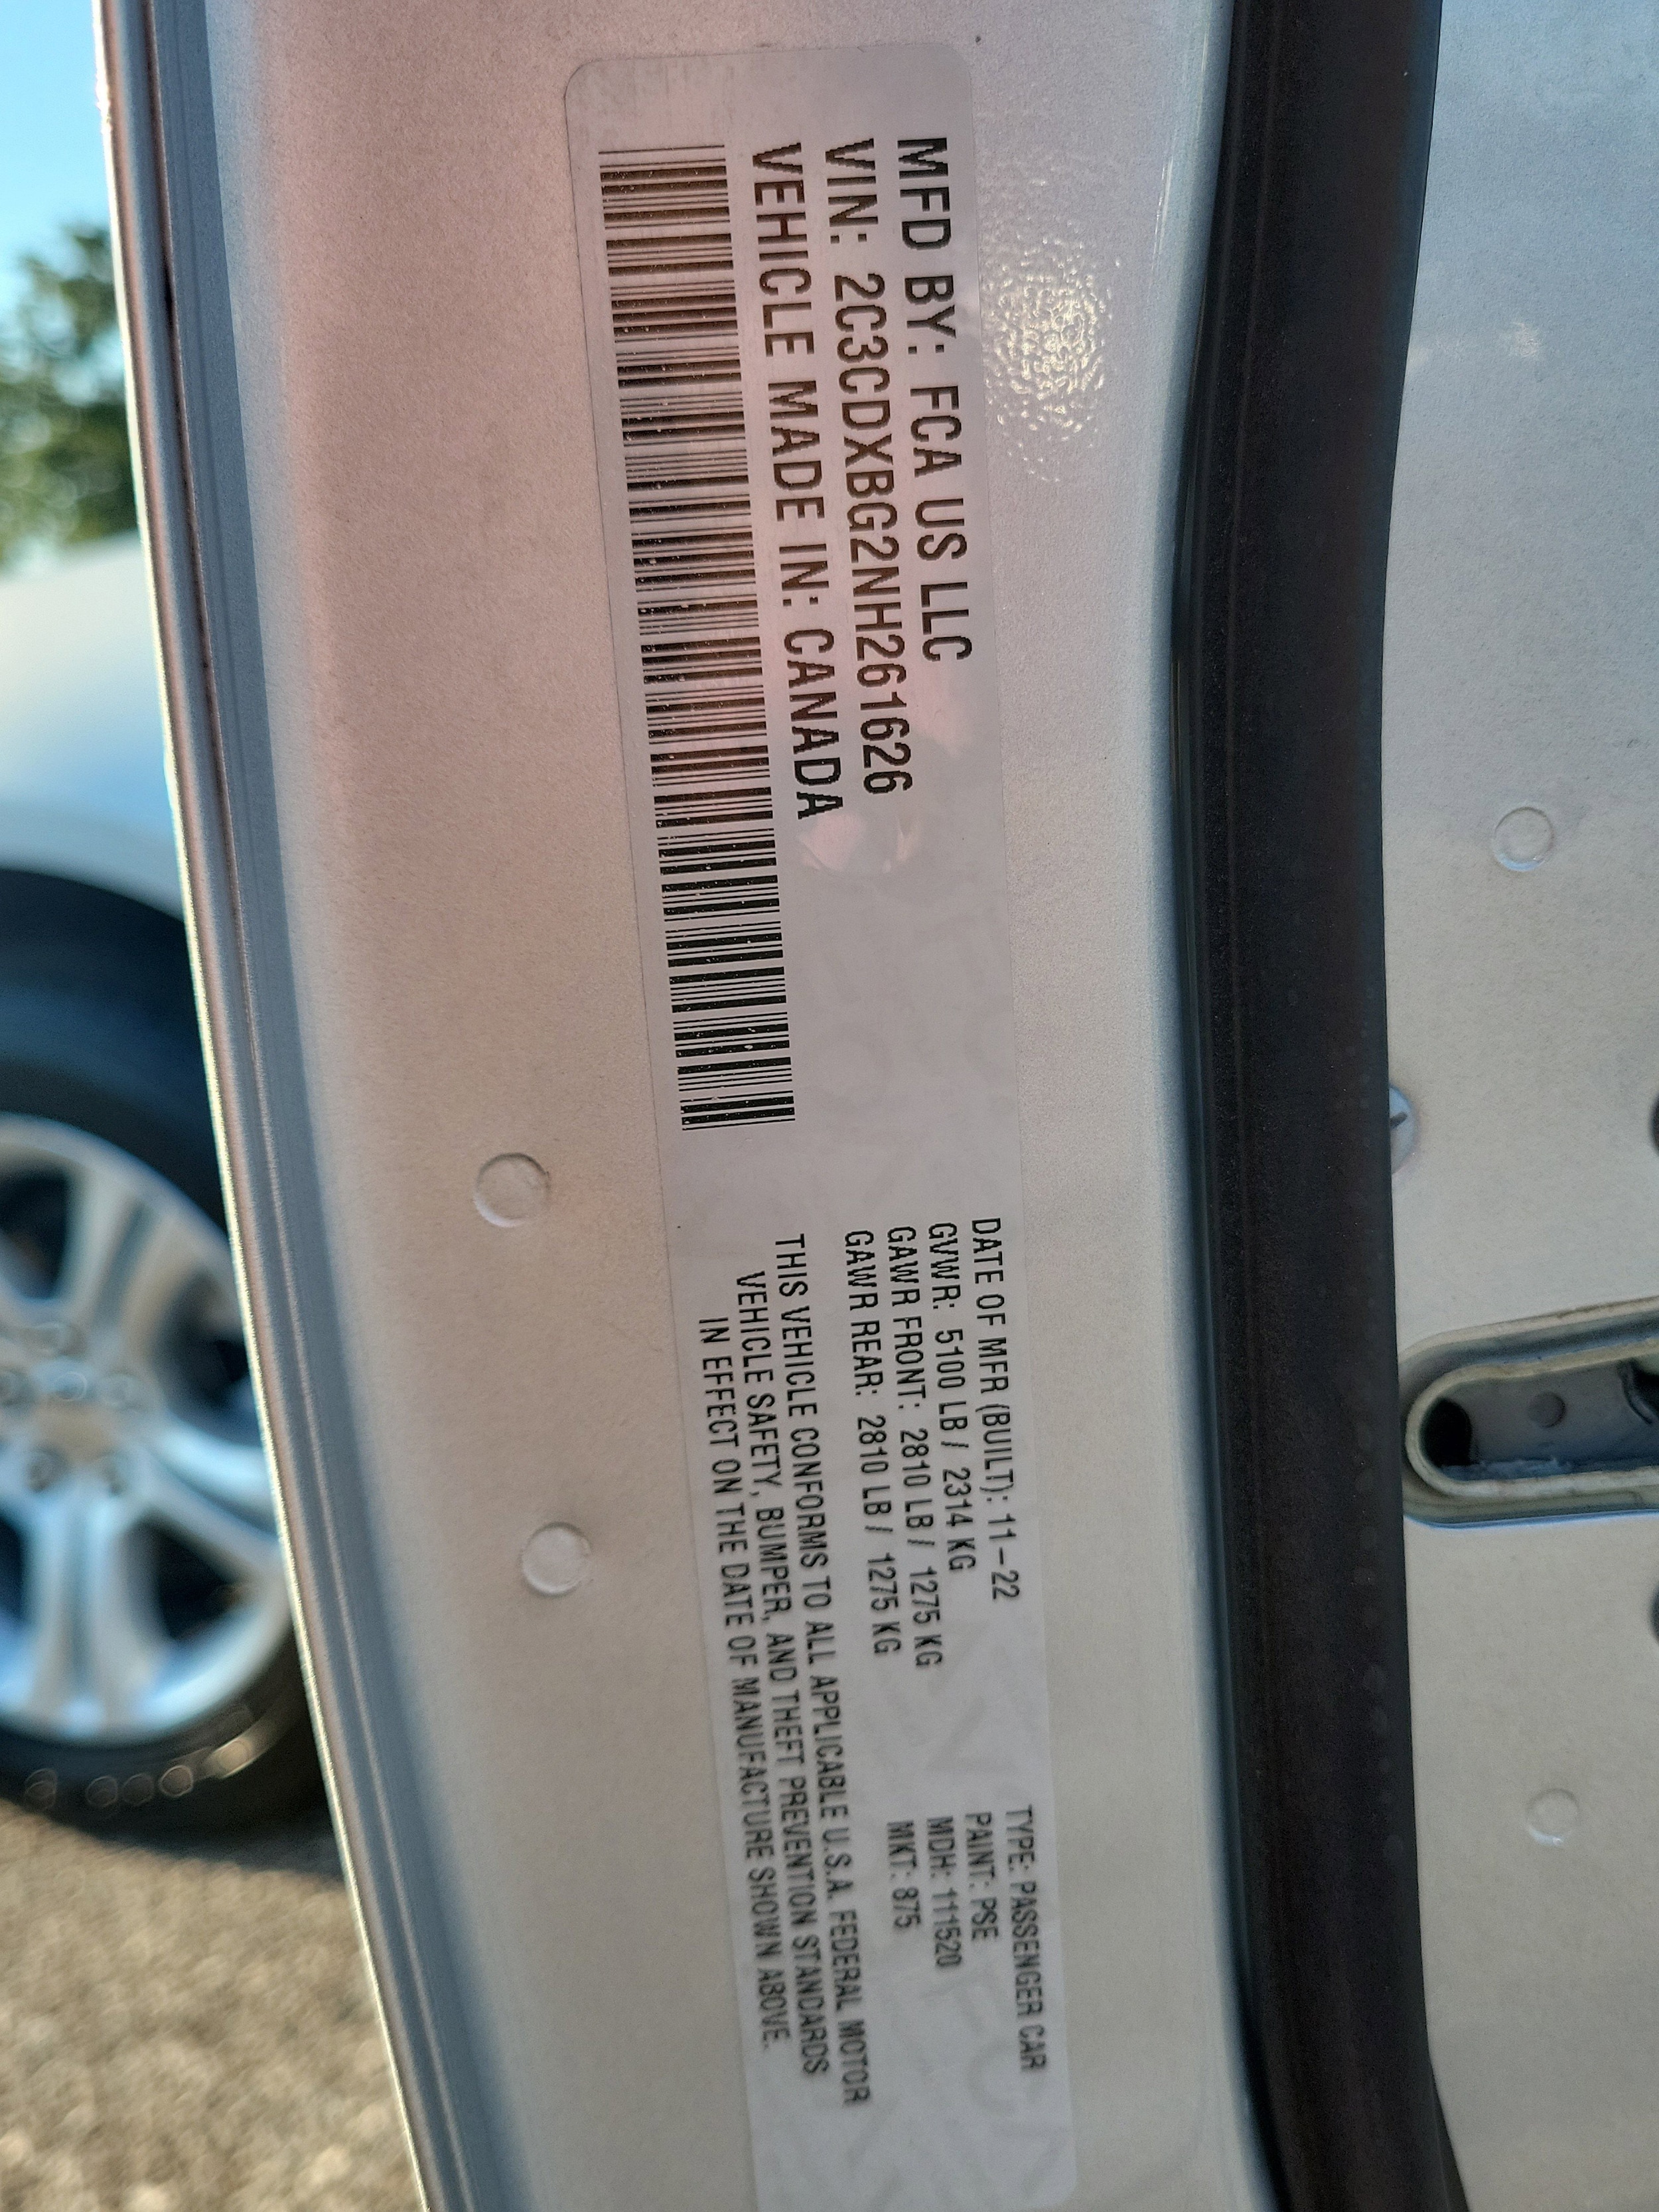 MFD BY: FCA US LLC
VIN: 2C3CDXBG2NH261626
VEHICLE MADE IN: CANADA
DATE OF MFR (BUILT): 11-22
GVWR: 5100 LB / 2314 KG
GAWR FRONT: 2810 LB / 1275 KG
GAWR REAR: 2810 LB / 1275 KG
TYPE: PASSENGER CAR
PAINT: PSE
MDH: 111520
MKT: 875
THIS VEHICLE CONFORMS TO ALL APPLICABLE U.S.A. FEDERAL MOTOR
VEHICLE SAFETY, BUMPER, AND THEFT PREVENTION STANDARDS
IN EFFECT ON THE DATE OF MANUFACTURE SHOWN ABOVE.